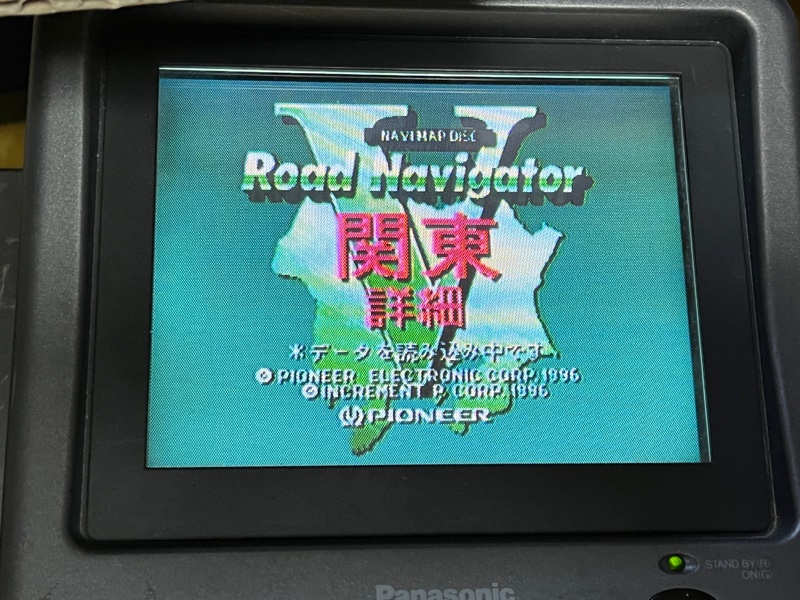 V
NAVI MAP DISC
Road Navigator
関東
詳細
※データを読み込み中です
© PIONEER ELECTRONIC CORP. 1996
© INCREMENT P. CORP. 1996
PIONEER
STAND BY(R)
ON(G)
Panasonic